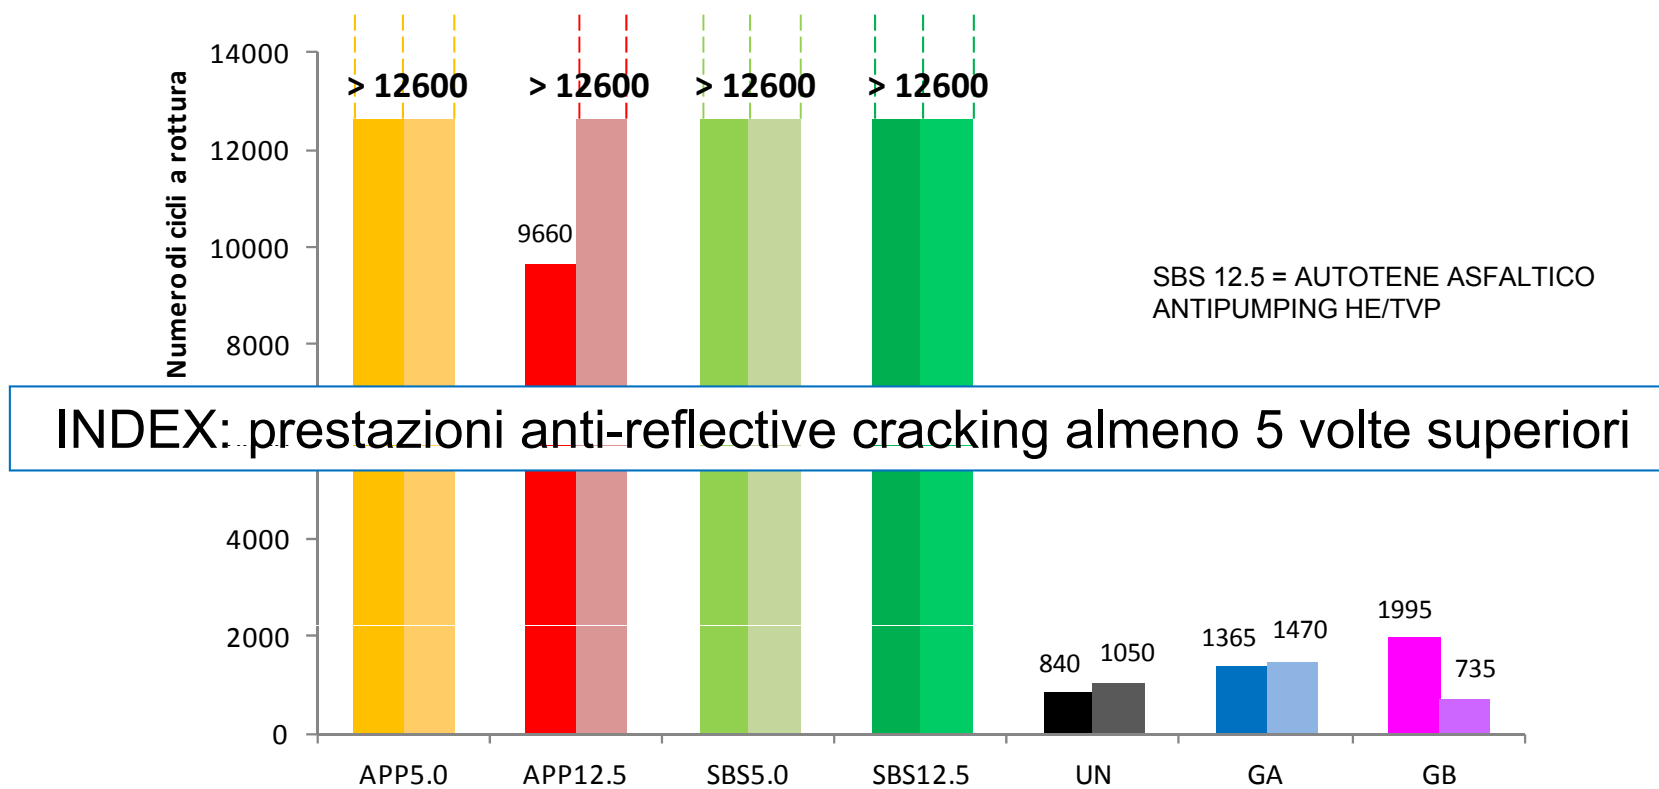 14000
> 12600
> 12600
> 12600
> 12600
12000
10000
8000
4000
2000
0
Numero di cicli a rottura
9660
SBS 12.5 = AUTOTENE ASFALTICO
ANTIPUMPING HE/TVP
INDEX: prestazioni anti-reflective cracking almeno 5 volte superiori
840
1050
1365
1470
1995
735
APP5.0
APP12.5
SBS5.0
SBS12.5
UN
GA
GB